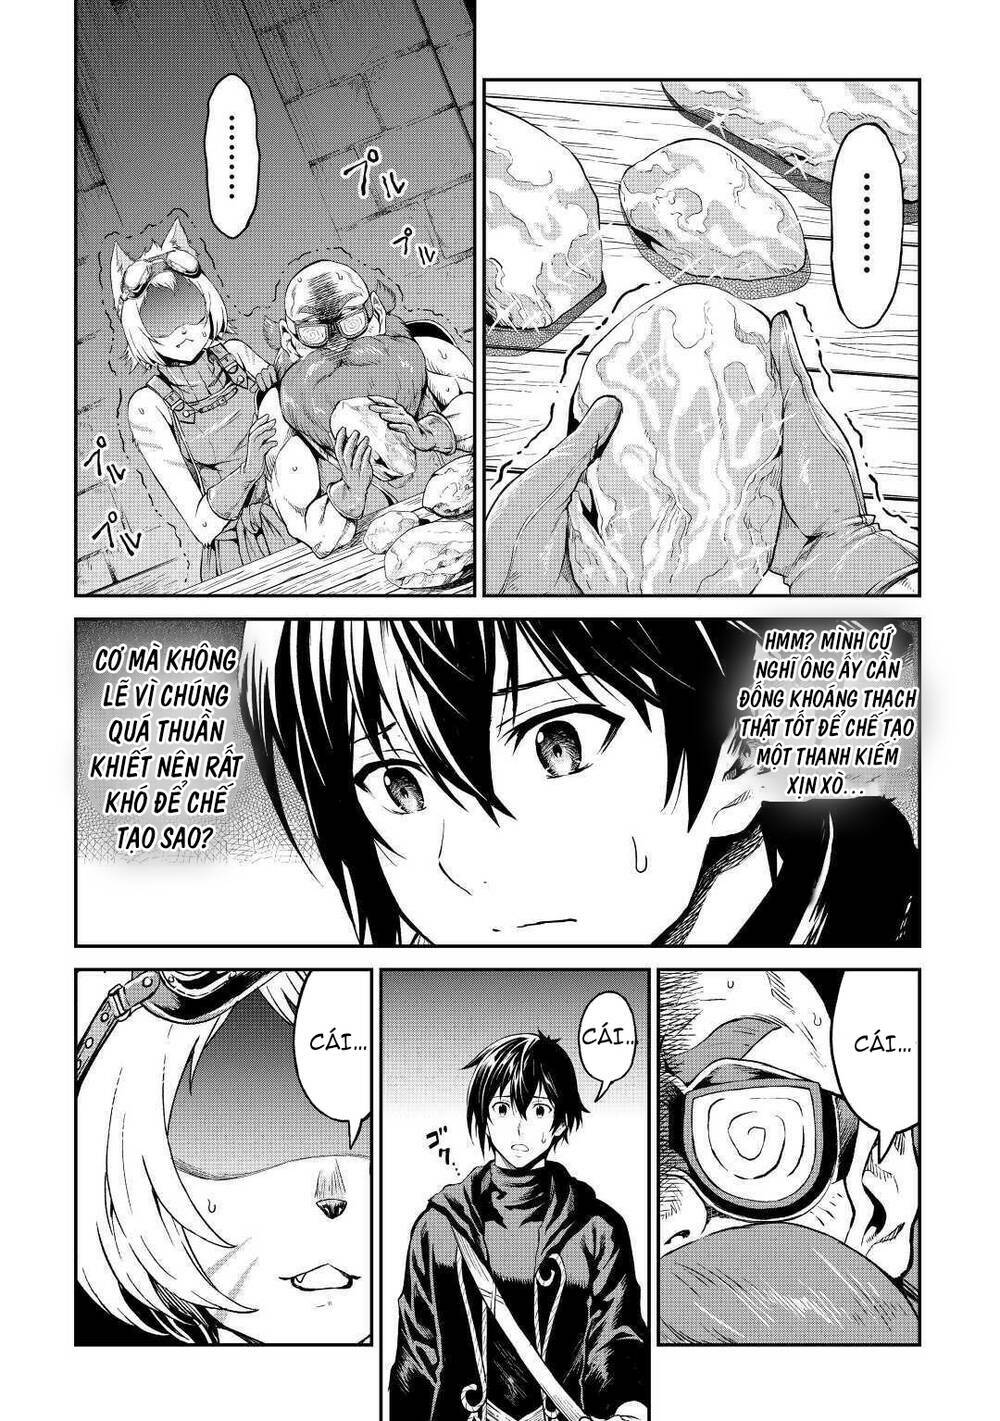 .........
.........
プル
プル
プル
プル
HMM? MÌNH CỨ
NGHĨ ÔNG ẤY CẦN
ĐỐNG KHOÁNG THẠCH
THẬT TỐT ĐỂ CHẾ TẠO
MỘT THANH KIẾM
XỊN XÒ...
CƠ MÀ KHÔNG
LẼ VÌ CHÚNG
QUÁ THUẦN
KHIẾT NÊN RẤT
KHÓ ĐỂ CHẾ
TẠO SAO?
CÁI...
CÁI...
ゴク...
CÁI...